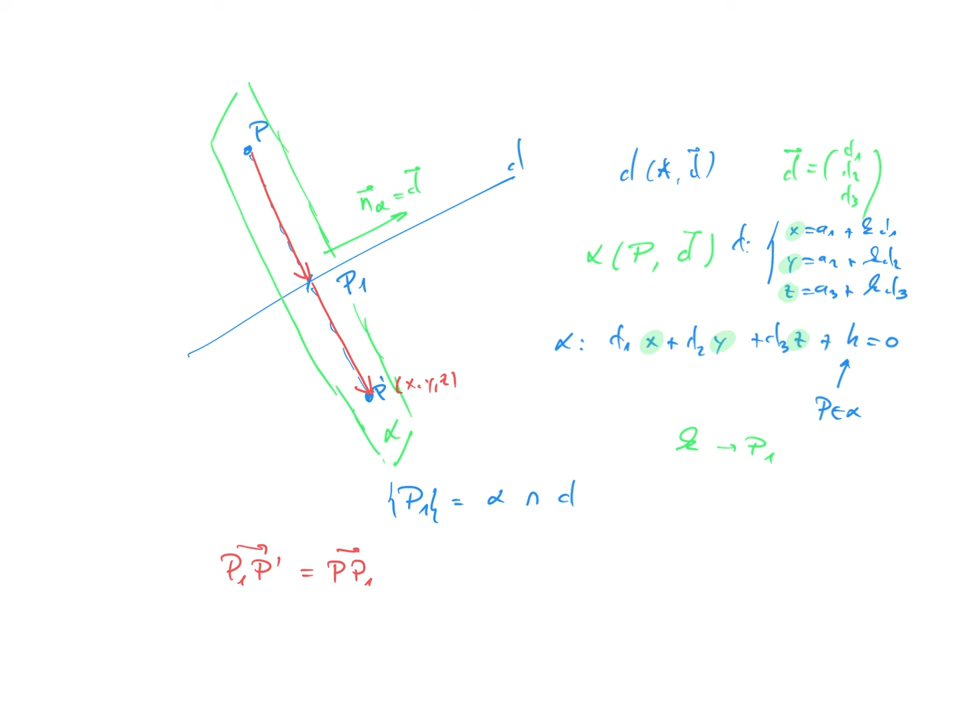 P
d
n⃗α = d⃗
P1
P' (x, y, z)
α
{P1} = α ∩ d
P1P'⃗ = PP1⃗
d (A, d⃗)
d⃗ = (d1 d2 d3)
α (P, d⃗)
d: { x = a1 + k d1
y = a2 + k d2
z = a3 + k d3
α: d1 x + d2 y + d3 z + h = 0
P ∈ α
k → P1